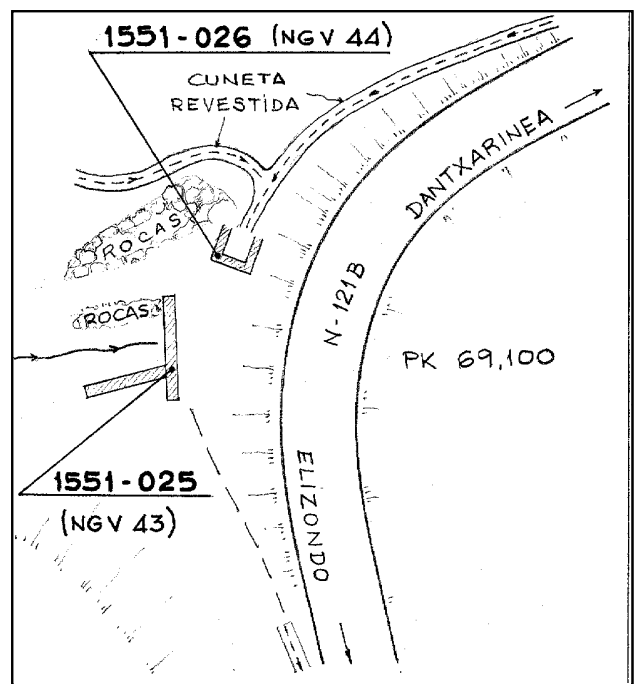 1551-026 (NGV 44)
CUNETA
REVESTIDA
DANTXARINEA
ROCAS
N-121B
ROCAS
PK 69,100
1551-025
(NGV 43)
ELIZONDO